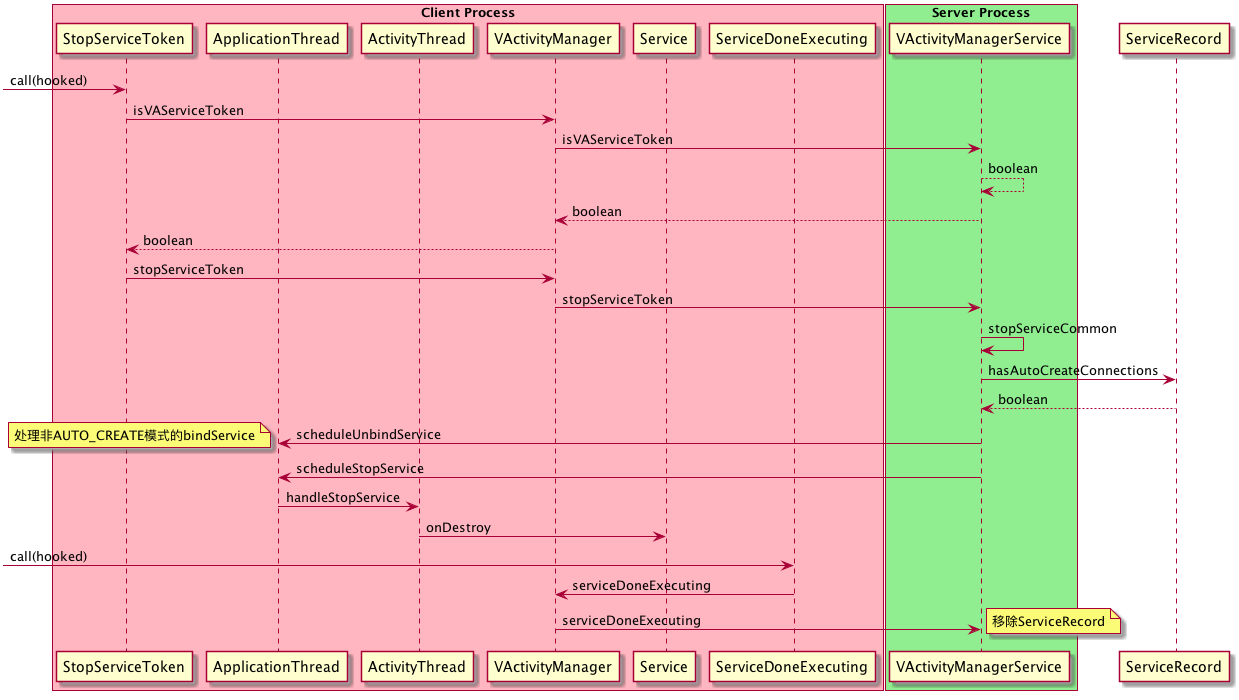 Client Process
Server Process
StopServiceToken
ApplicationThread
ActivityThread
VActivityManager
Service
ServiceDoneExecuting
VActivityManagerService
ServiceRecord
call(hooked)
isVAServiceToken
isVAServiceToken
boolean
boolean
boolean
stopServiceToken
stopServiceToken
stopServiceCommon
hasAutoCreateConnections
boolean
处理非AUTO_CREATE模式的bindService
scheduleUnbindService
scheduleStopService
handleStopService
onDestroy
call(hooked)
serviceDoneExecuting
serviceDoneExecuting
移除ServiceRecord
StopServiceToken
ApplicationThread
ActivityThread
VActivityManager
Service
ServiceDoneExecuting
VActivityManagerService
ServiceRecord